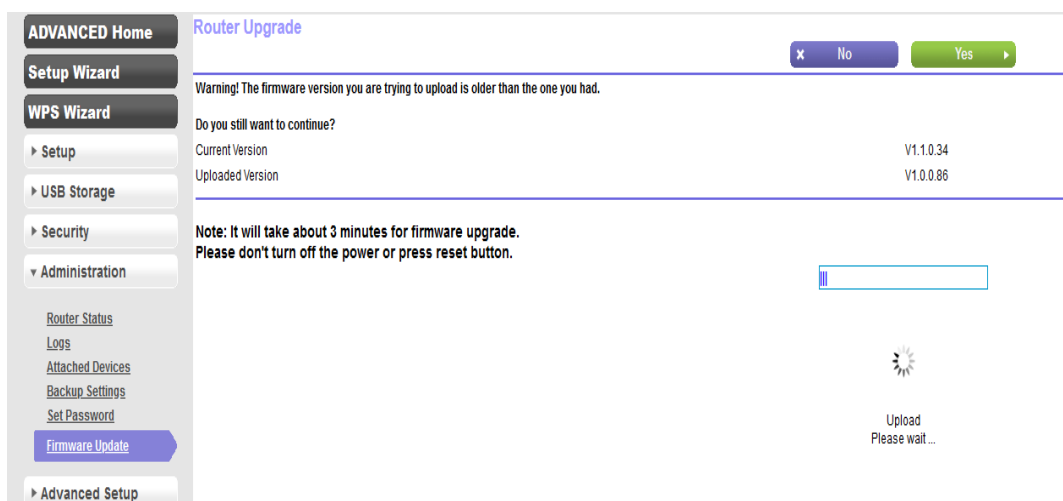 ADVANCED Home
Setup Wizard
WPS Wizard
Setup
USB Storage
Security
Administration
Router Status
Logs
Attached Devices
Backup Settings
Set Password
Firmware Update
Advanced Setup
Router Upgrade
No
Yes
Warning! The firmware version you are trying to upload is older than the one you had.
Do you still want to continue?
Current Version V1.1.0.34
Uploaded Version V1.0.0.86
Note: It will take about 3 minutes for firmware upgrade.
Please don't turn off the power or press reset button.
Upload
Please wait ...